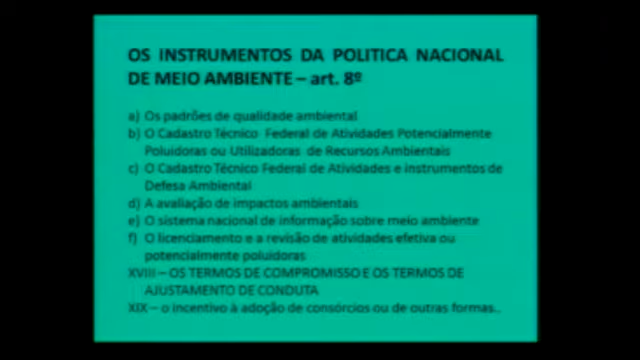 OS INSTRUMENTOS DA POLITICA NACIONAL
DE MEIO AMBIENTE – art. 8º
a) Os padrões de qualidade ambiental
b) O Cadastro Técnico Federal de Atividades Potencialmente
Poluidoras ou Utilizadoras de Recursos Ambientais
c) O Cadastro Técnico Federal de Atividades e instrumentos de
Defesa Ambiental
d) A avaliação de impactos ambientais
e) O sistema nacional de informação sobre meio ambiente
f) O licenciamento e a revisão de atividades efetiva ou
potencialmente poluidoras
XVIII – OS TERMOS DE COMPROMISSO E OS TERMOS DE
AJUSTAMENTO DE CONDUTA
XIX – o incentivo à adoção de consórcios ou de outras formas..